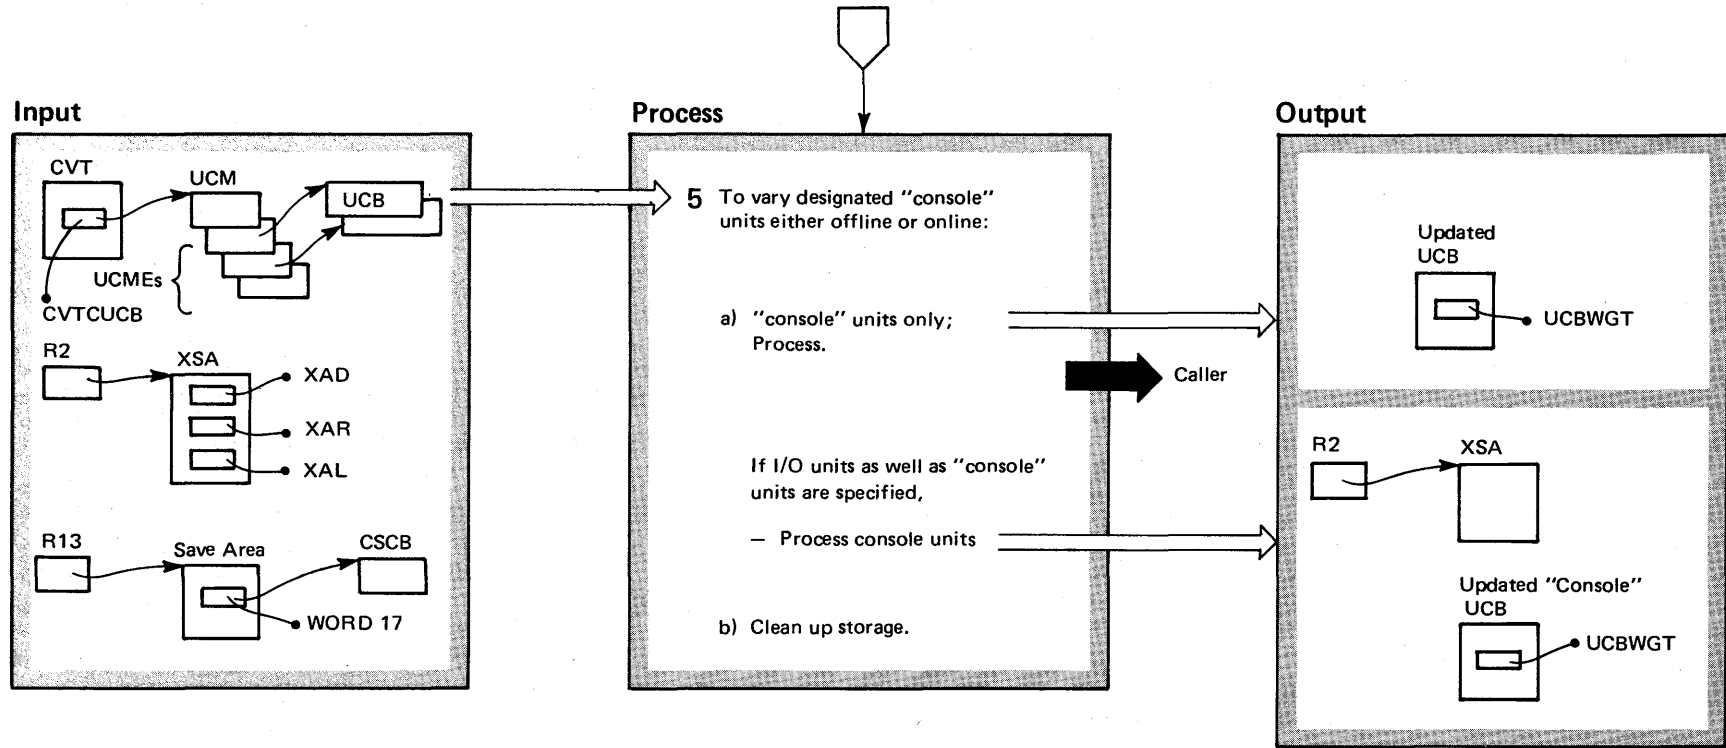 Input
CVT
UCM
UCB
UCMEs
CVTCUCB
R2
XSA
XAD
XAR
XAL
R13
Save Area
CSCB
WORD 17
Process
5 To vary designated "console"
units either offline or online:
a) "console" units only;
Process.
Caller
If I/O units as well as "console"
units are specified,
— Process console units
b) Clean up storage.
Output
Updated
UCB
UCBWGT
R2
XSA
Updated "Console"
UCB
UCBWGT